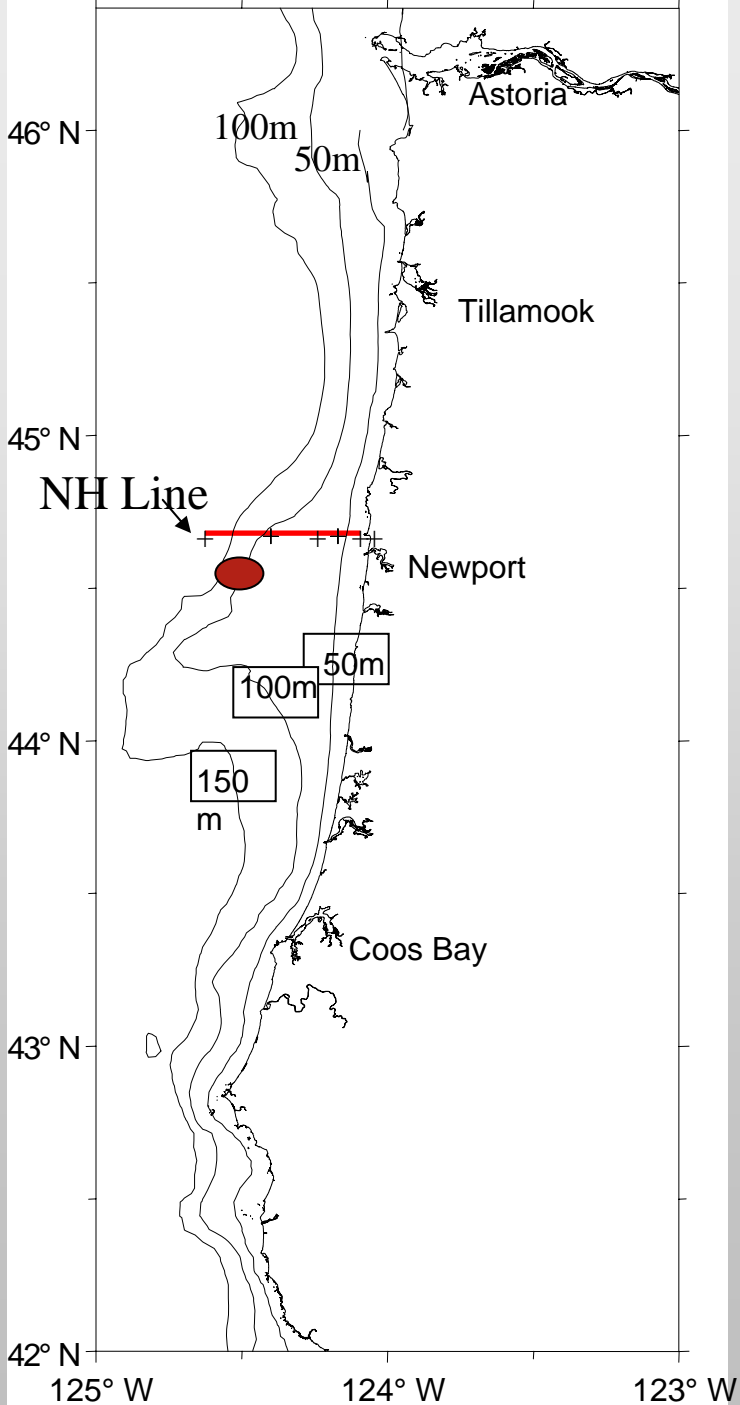 Astoria
46° N
100m
50m
Tillamook
45° N
NH Line
Newport
50m
100m
44° N
150
m
Coos Bay
43° N
42° N
125° W
124° W
123° W